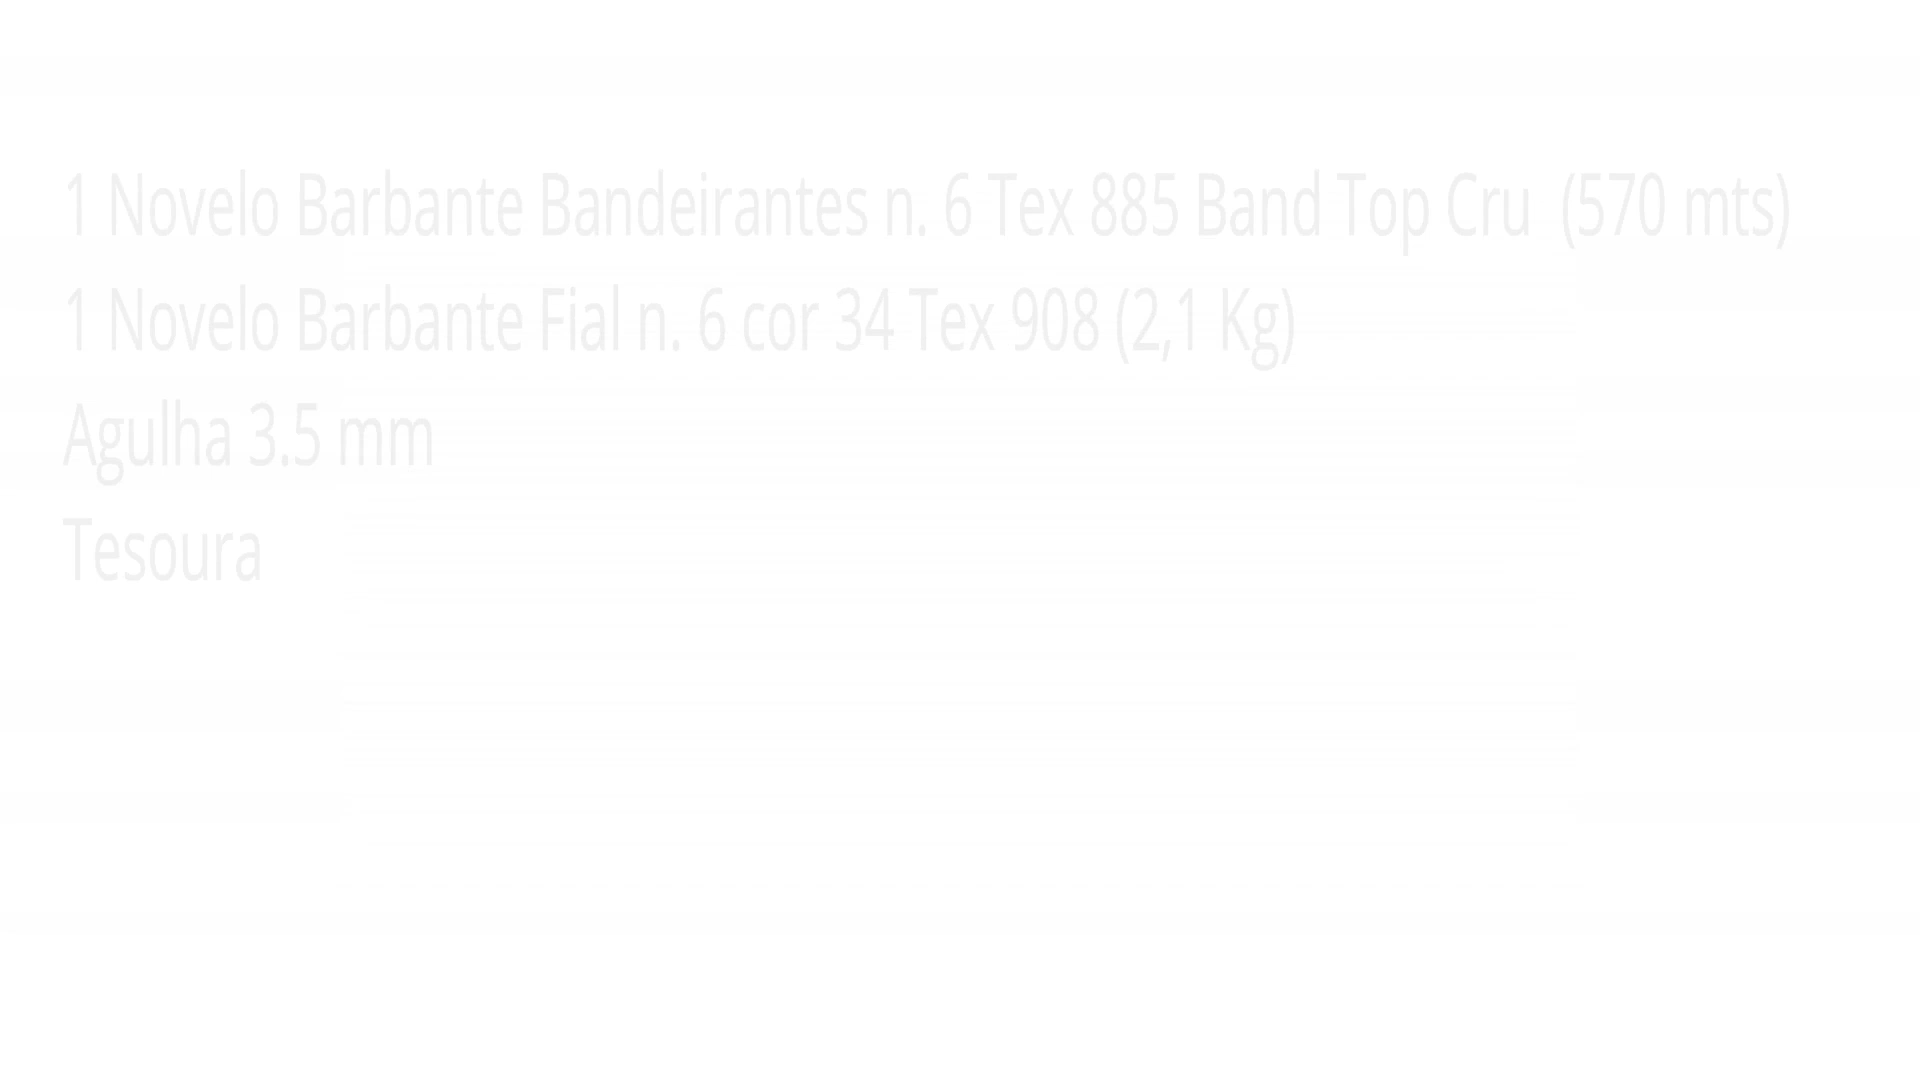 1 Novelo Barbante Bandeirantes n. 6 Tex 885 Band Top Cru  (570 mts)
1 Novelo Barbante Fial n. 6 cor 34 Tex 908 (2,1 Kg)
Agulha 3.5 mm
Tesoura